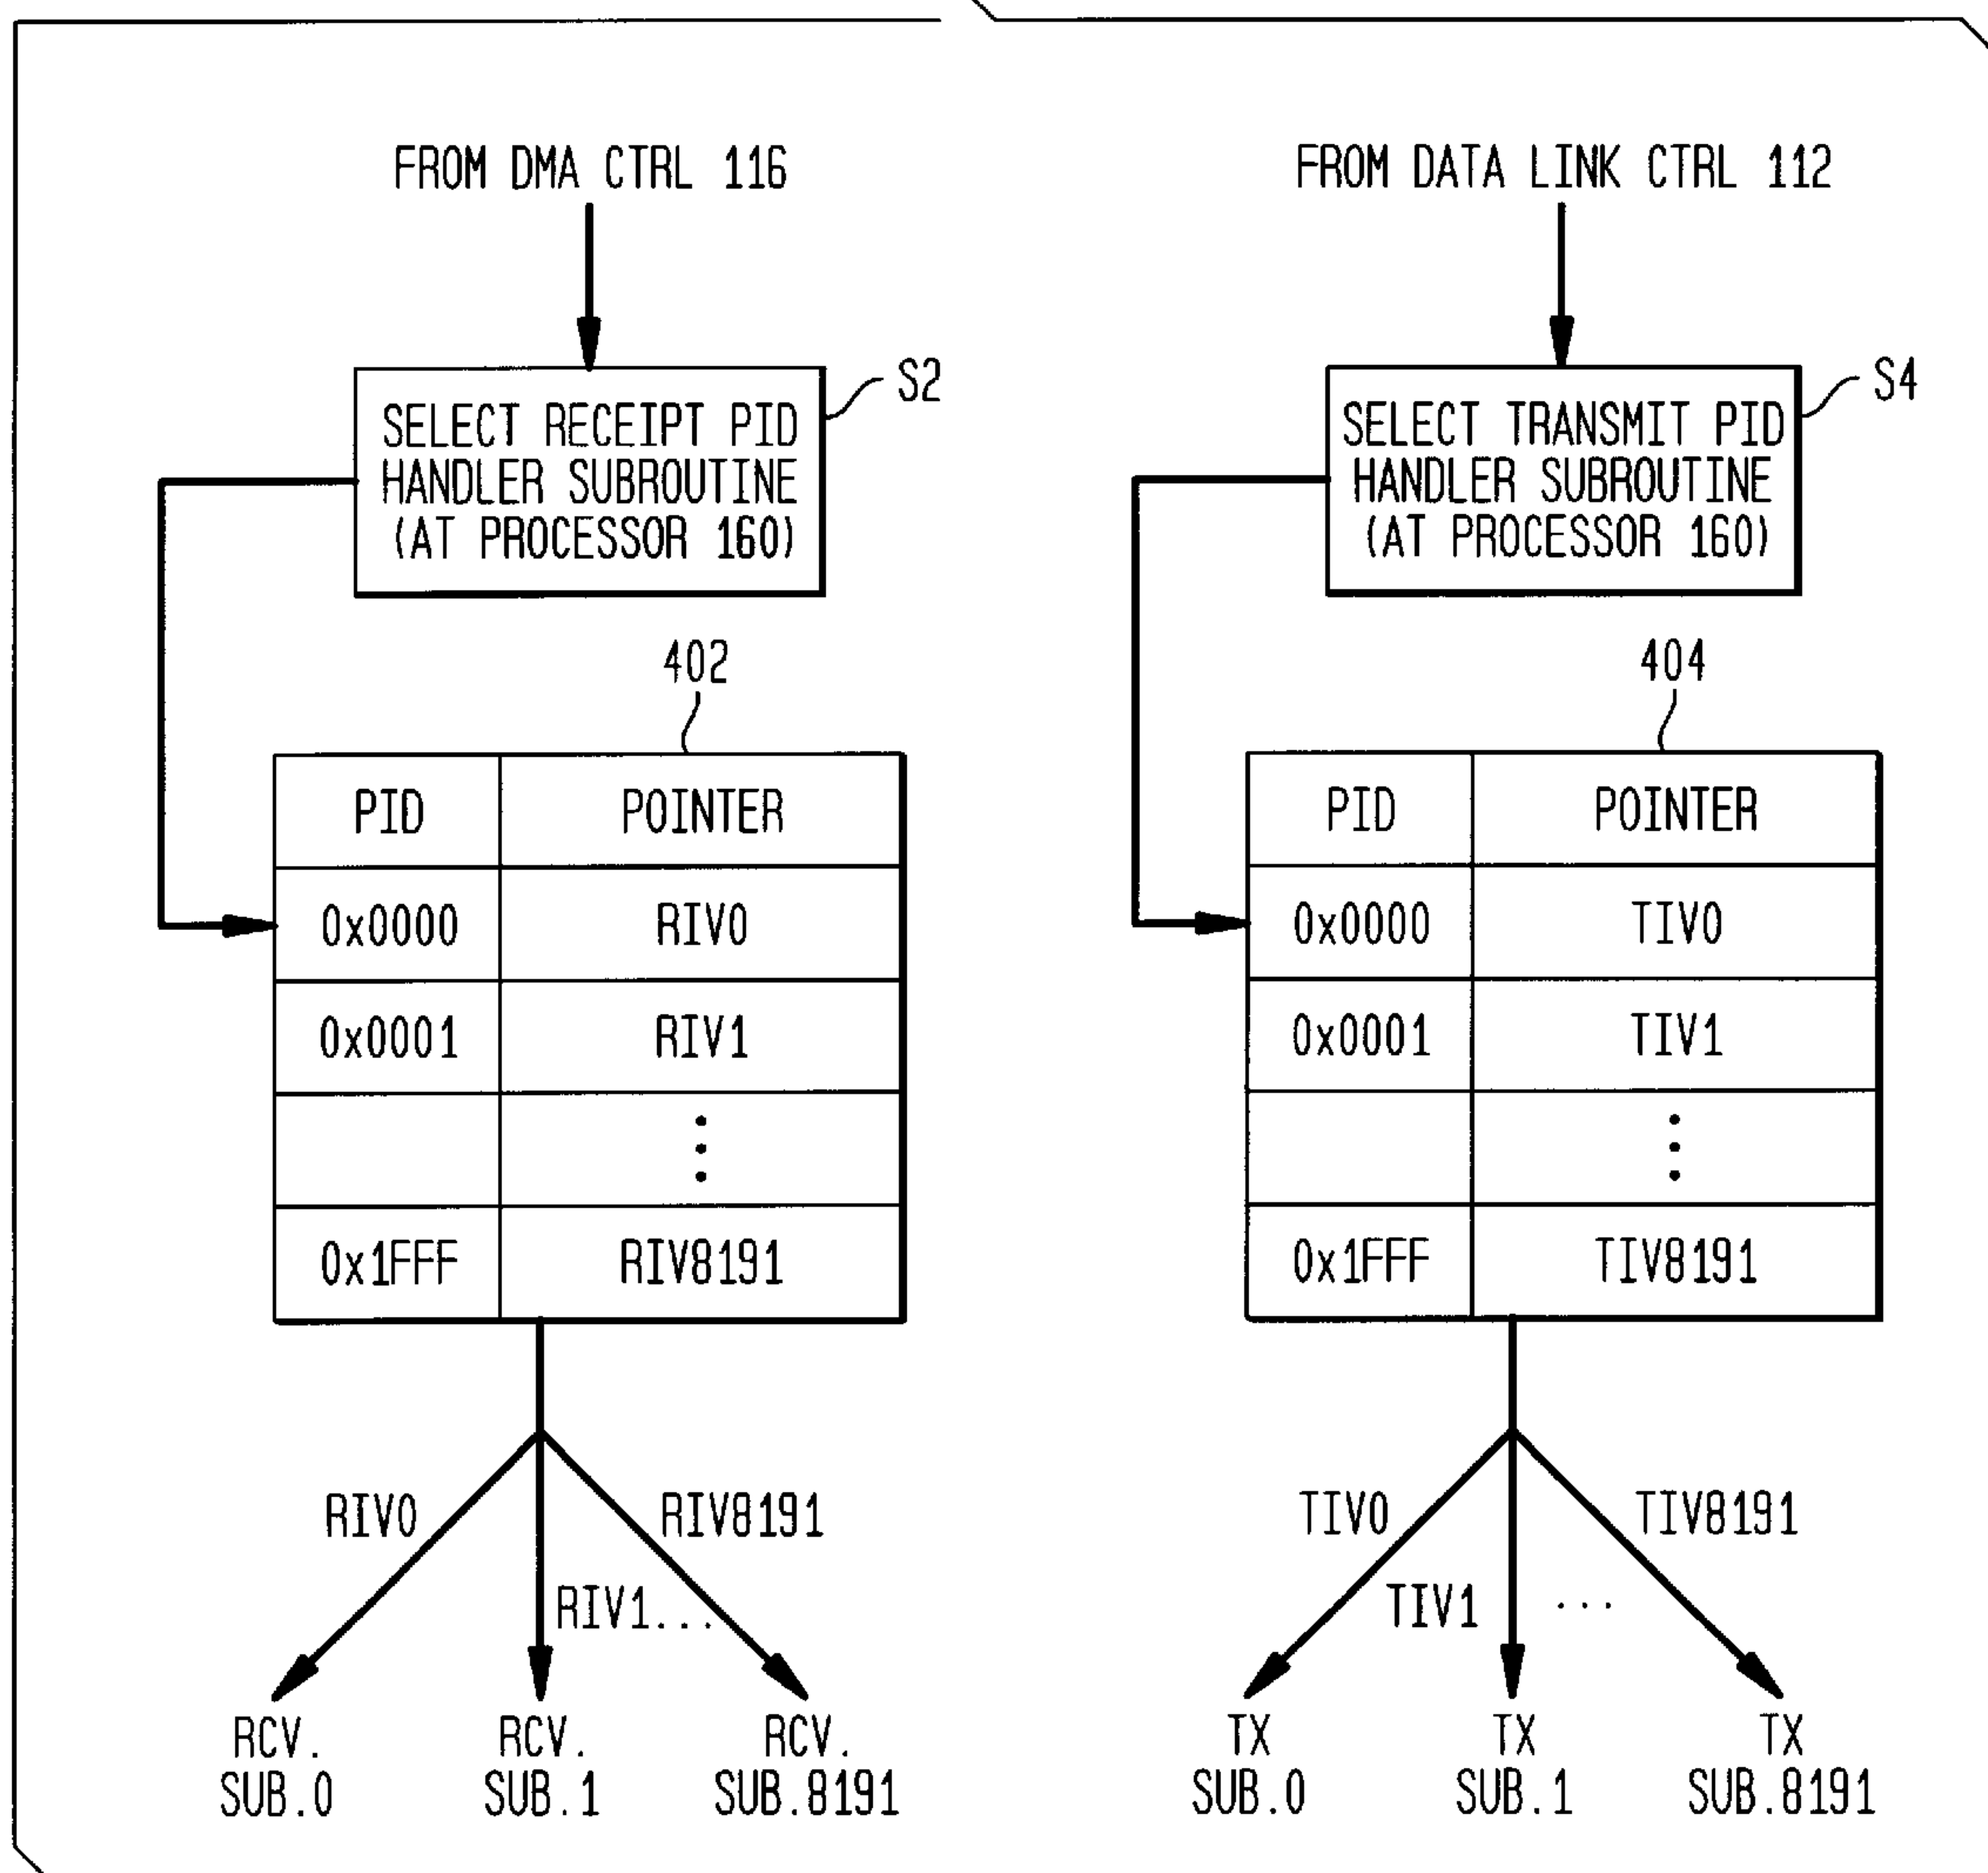 FROM DMA CTRL 116
SELECT RECEIPT PID
HANDLER SUBROUTINE
(AT PROCESSOR 160)
S2
402
PID POINTER
0x0000 RIV0
0x0001 RIV1
0x1FFF RIV8191
RIV0
RIV8191
RIV1...
RCV.
SUB.0
RCV.
SUB.1
RCV.
SUB.8191
FROM DATA LINK CTRL 112
SELECT TRANSMIT PID
HANDLER SUBROUTINE
(AT PROCESSOR 160)
S4
404
PID POINTER
0x0000 TIV0
0x0001 TIV1
0x1FFF TIV8191
TIV0
TIV8191
TIV1 ...
TX
SUB.0
TX
SUB.1
TX
SUB.8191